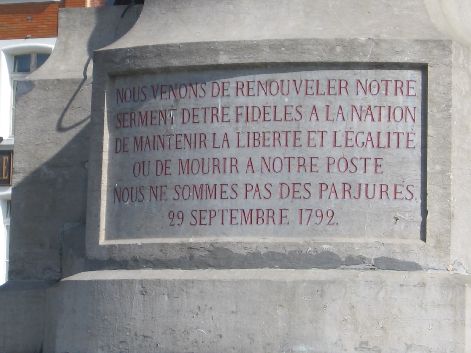 NOUS VENONS DE RENOUVELER NOTRE
SERMENT DETRE FIDELES A LA NATION
DE MAINTENIR LA LIBERTE ET L'ÉGALITÉ
OU DE MOURIR A NOTRE POSTE
NOUS NE SOMMES PAS DES PARJURES.
29 SEPTEMBRE 1792.